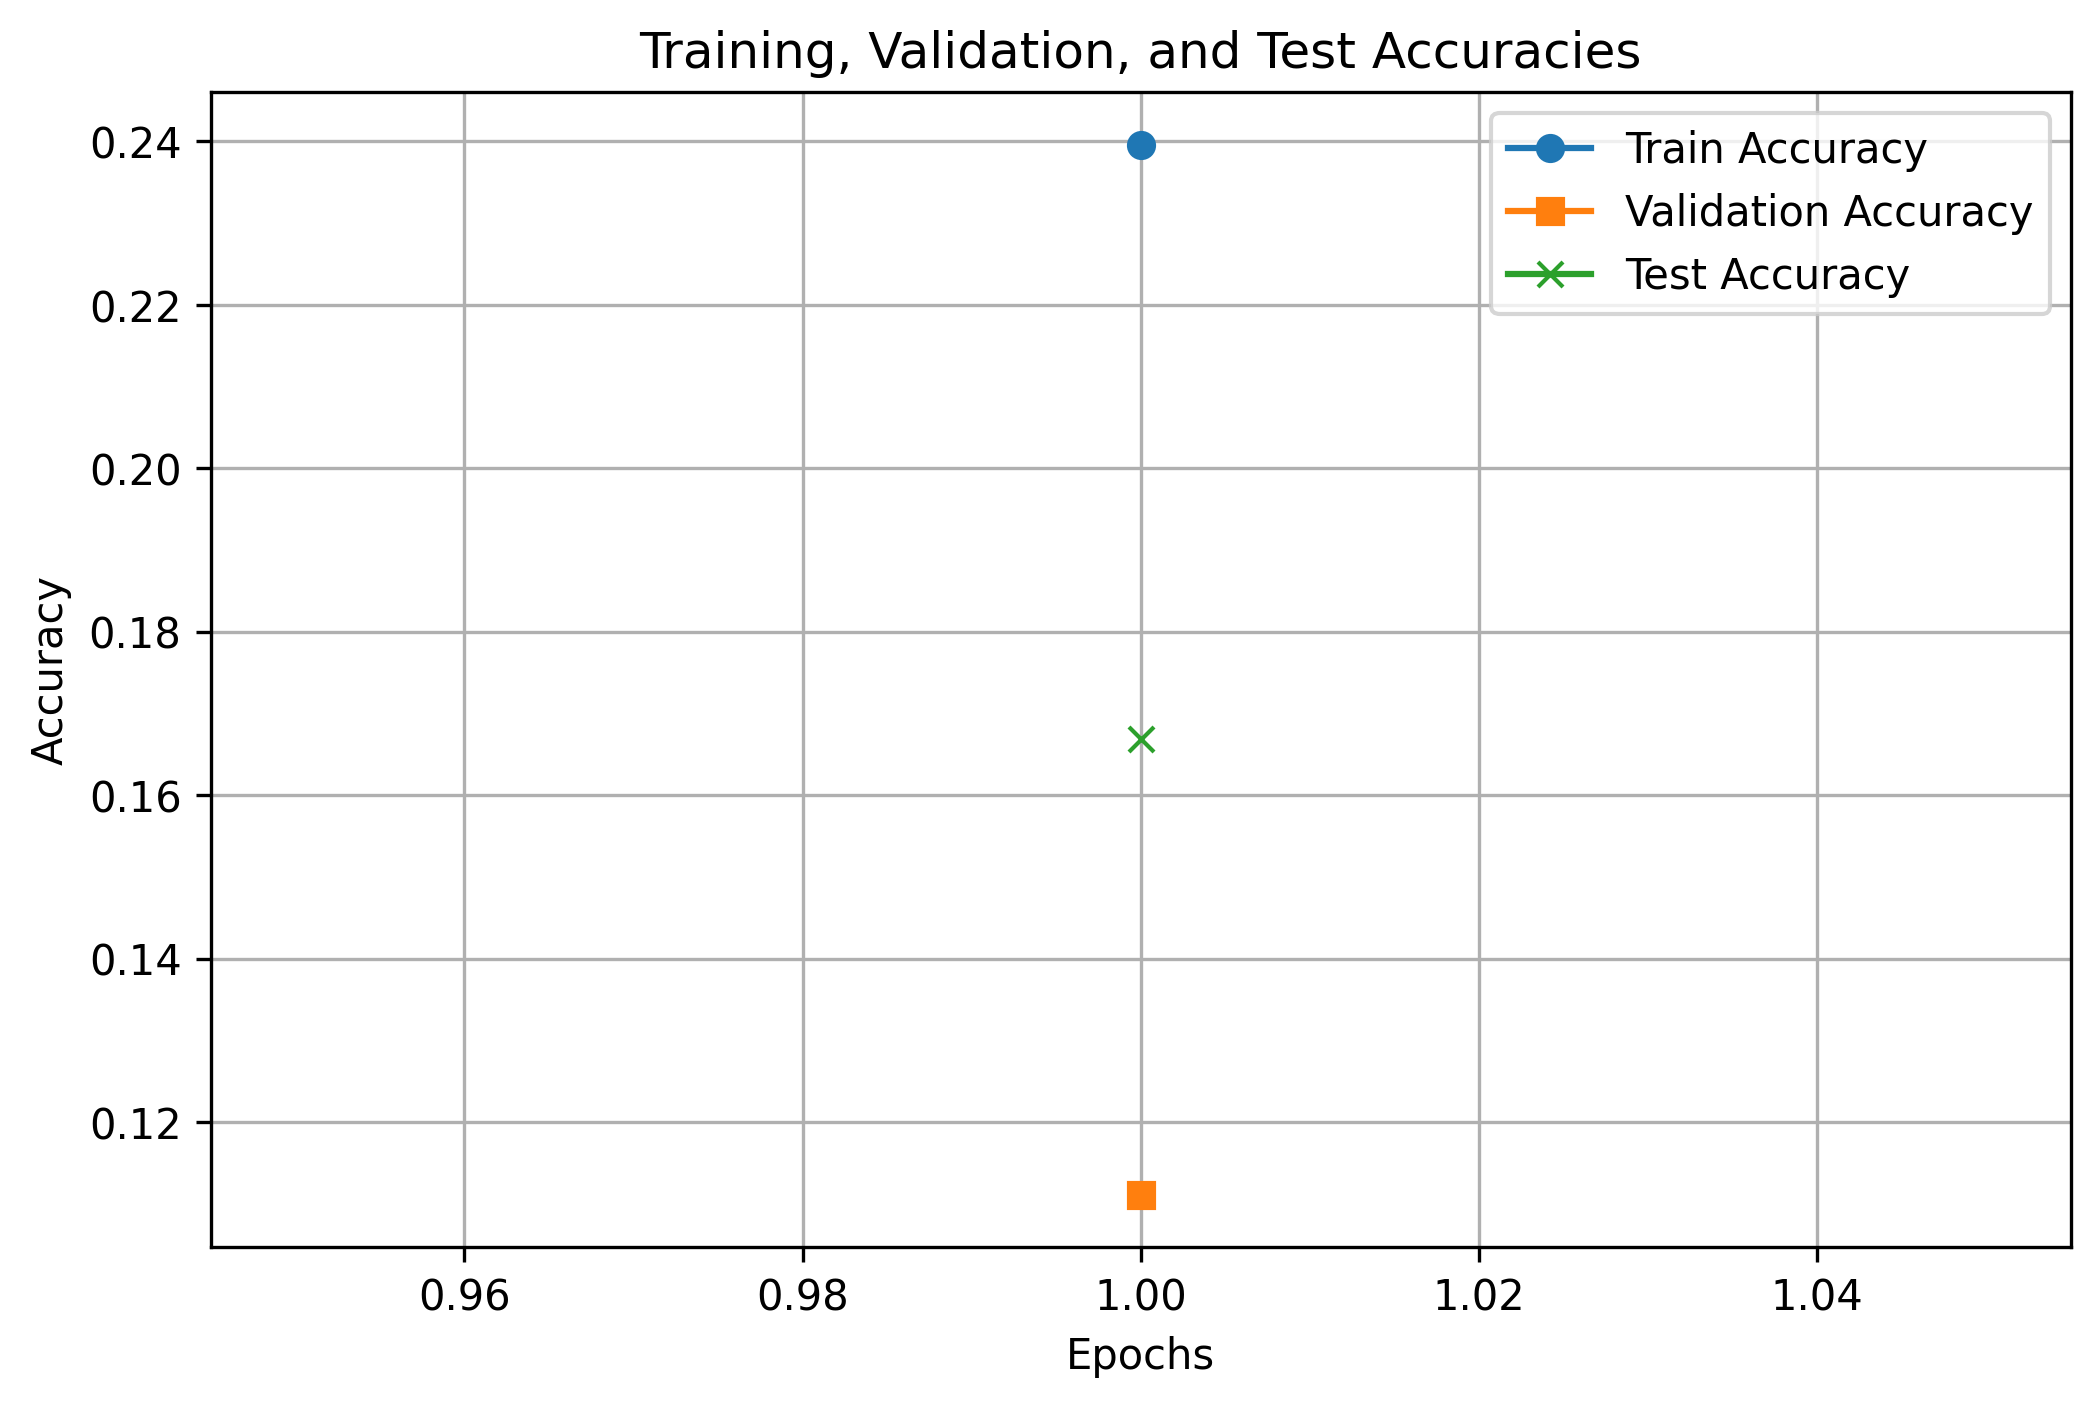 Training, Validation, and Test Accuracies
Train Accuracy
Validation Accuracy
Test Accuracy
Accuracy
0.24
0.22
0.20
0.18
0.16
0.14
0.12
0.96 0.98 1.00 1.02 1.04
Epochs